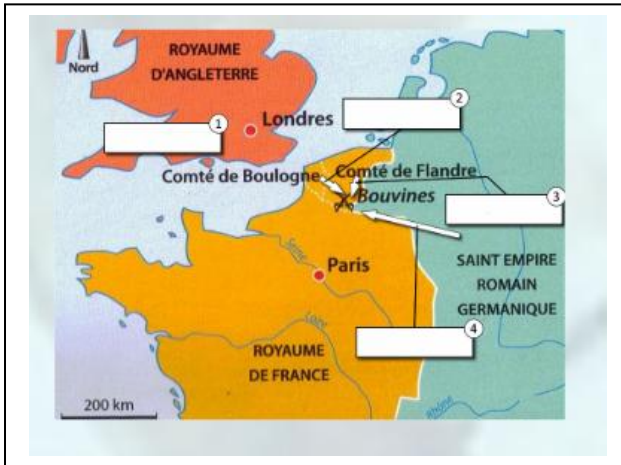 Nord
ROYAUME
D'ANGLETERRE
Londres
1
2
Comté de Boulogne
Comté de Flandre
Bouvines
3
SAINT EMPIRE
ROMAIN
GERMANIQUE
Seine
Paris
Loire
4
ROYAUME
DE FRANCE
200 km
Rhône